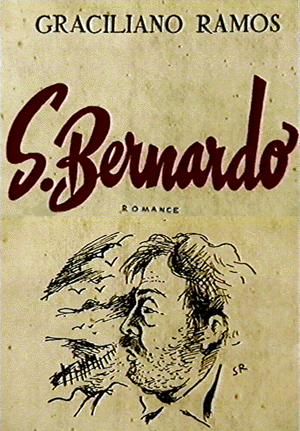 GRACILIANO RAMOS
S. Bernardo
ROMANCE
SR